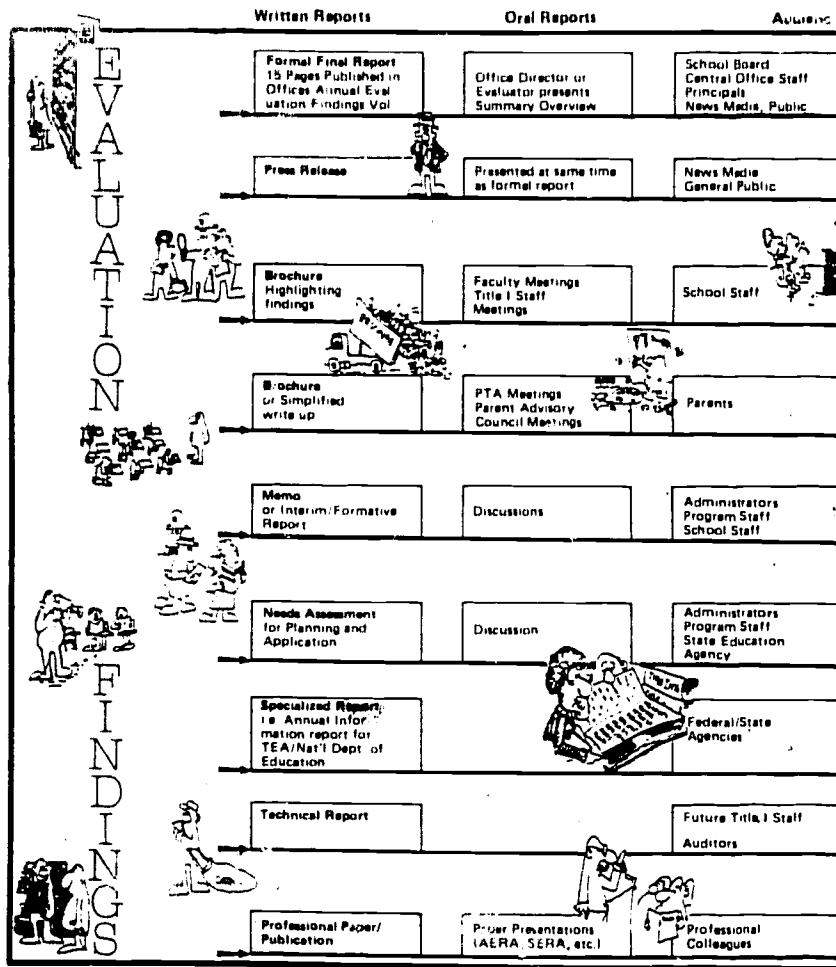 Written Reports
Oral Reports
EVALUATION
FINDINGS
Formal Final Report
15 Pages Published in
Offices Annual Eval
uation Findings Vol
Office Director or
Evaluator presents
Summary Overview
School Board
Central Office Staff
Principals
News Media, Public
Press Release
Presented at same time
as formal report
News Media
General Public
Brochure
Highlighting
findings
Faculty Meetings
Title I Staff
Meetings
School Staff
Brochure
or Simplified
write up
PTA Meetings
Parent Advisory
Council Meetings
Parents
Memo
or Interim/Formative
Report
Discussions
Administrators
Program Staff
School Staff
Needs Assessment
for Planning and
Application
Discussion
Administrators
Program Staff
State Education
Agency
Specialized Report
i.e. Annual Infor
mation report for
TEA/Nat'l Dept. of
Education
Federal/State
Agencies
Technical Report
Future Title I Staff
Auditors
Professional Paper/
Publication
Paper Presentations
(AERA, SERA, etc.)
Professional
Colleagues